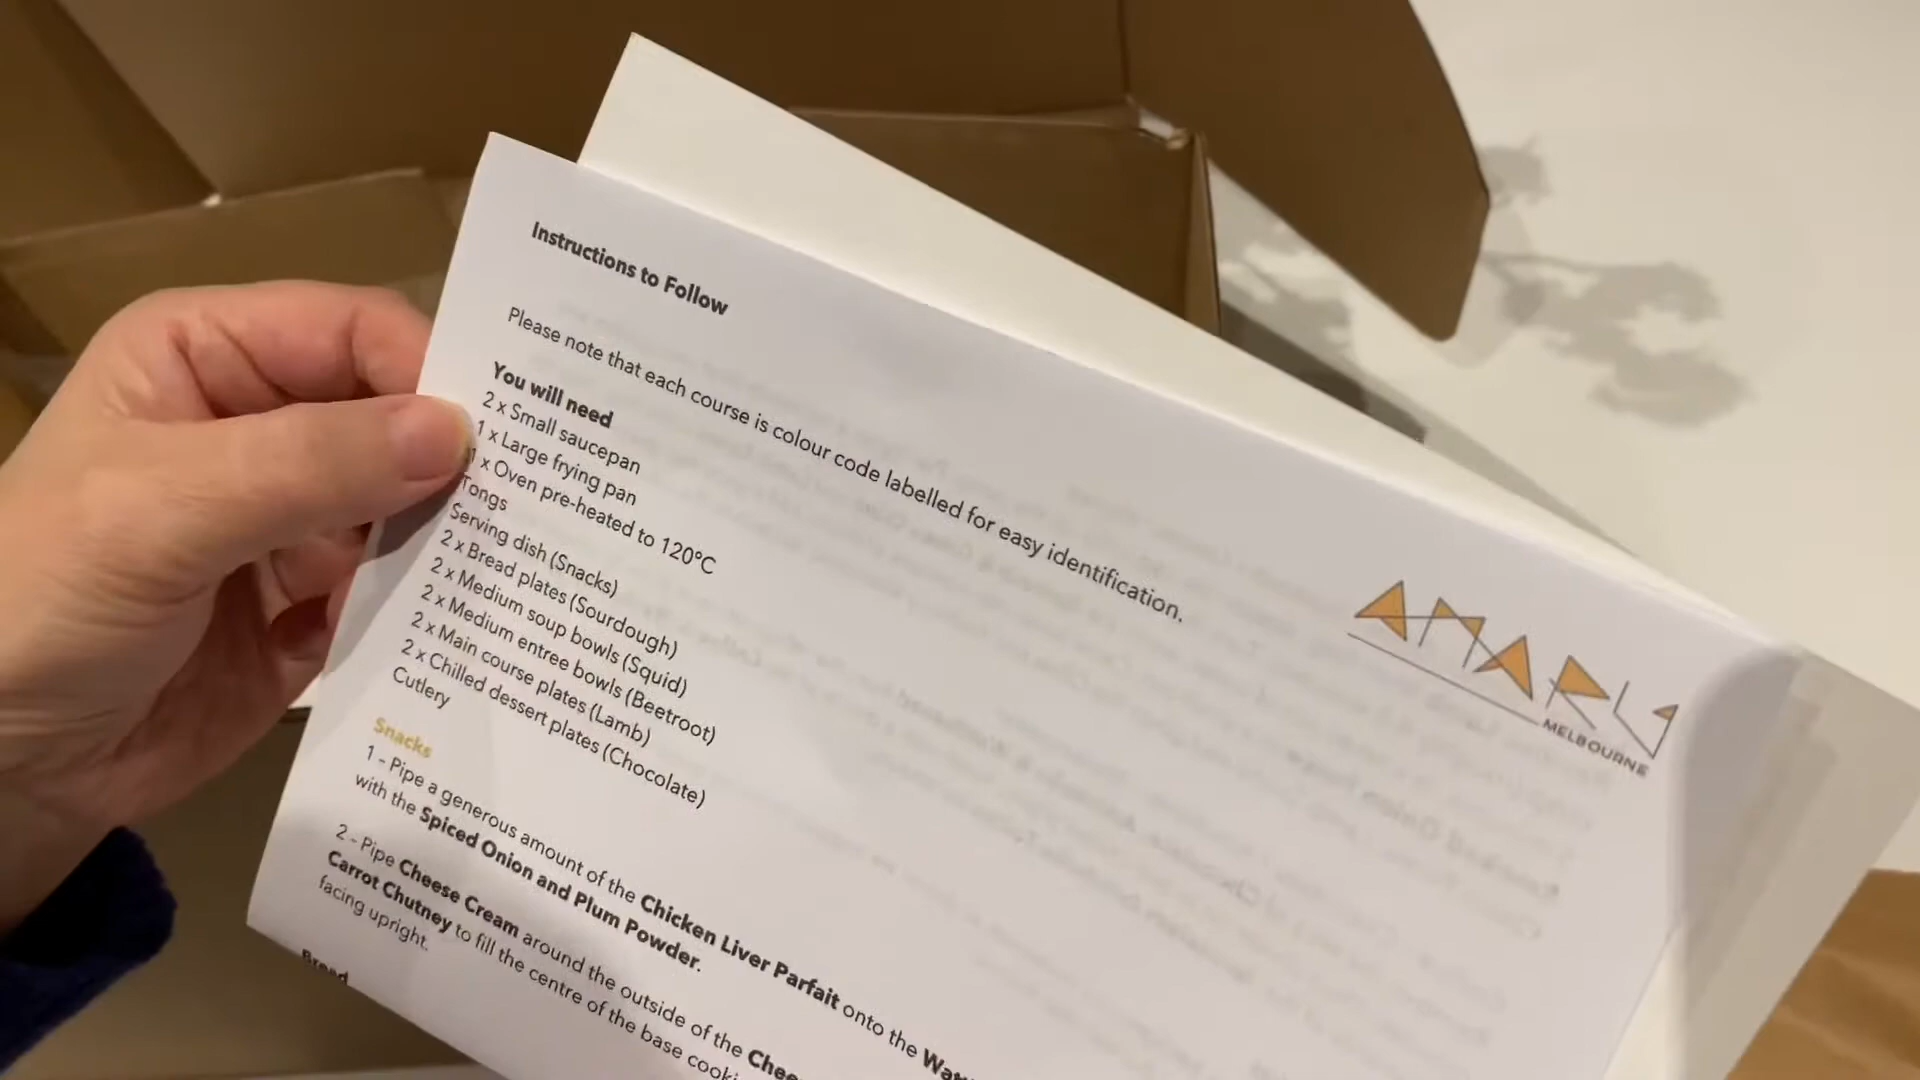 Instructions to Follow
Please note that each course is colour code labelled for easy identification.
You will need
2 x Small saucepan
1 x Large frying pan
1 x Oven pre-heated to 120°C
Tongs
Serving dish (Snacks)
2 x Bread plates (Sourdough)
2 x Medium soup bowls (Squid)
2 x Medium entree bowls (Beetroot)
2 x Main course plates (Lamb)
2 x Chilled dessert plates (Chocolate)
Cutlery
AMARU
MELBOURNE
Snacks
1 - Pipe a generous amount of the Chicken Liver Parfait onto the
with the Spiced Onion and Plum Powder.
2 - Pipe Cheese Cream around the outside of the
Carrot Chutney to fill the centre of the base
facing upright.
Bread